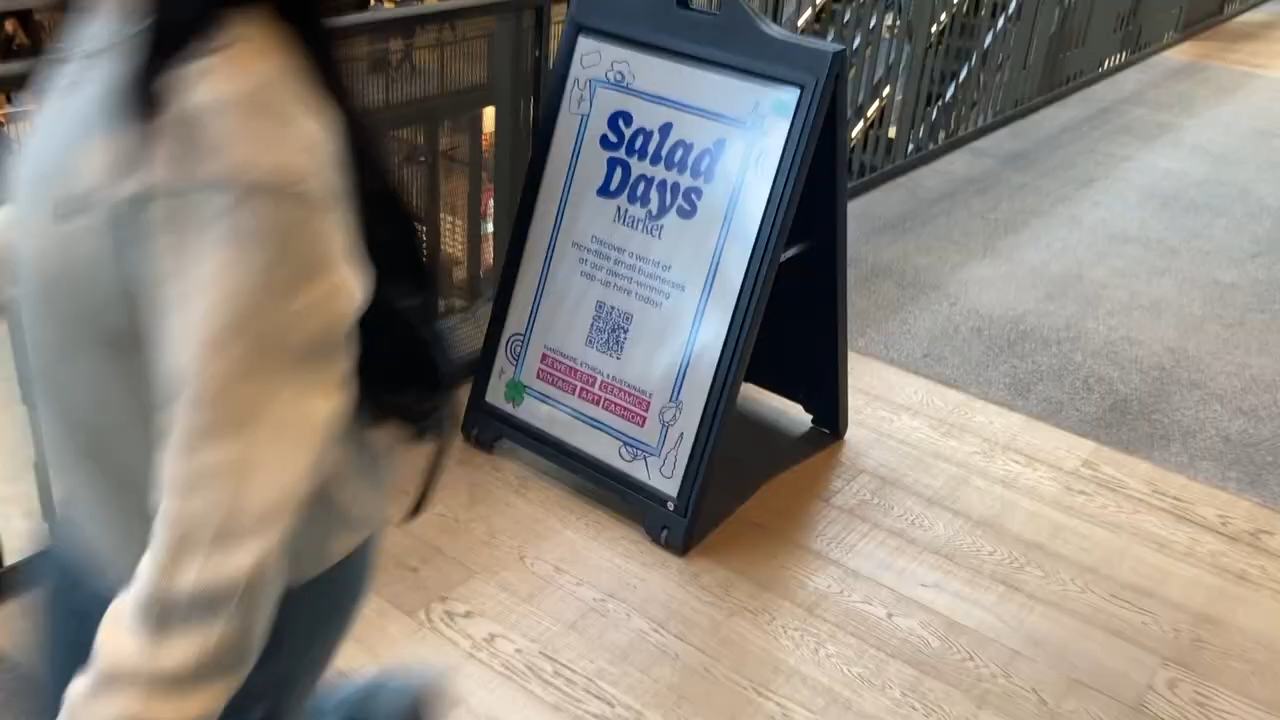 Salad
Days
Market
Discover a world of
incredible small businesses
at our award-winning
pop-up here today!
HANDMADE, ETHICAL & SUSTAINABLE
JEWELLERY CERAMICS
VINTAGE ART FASHION